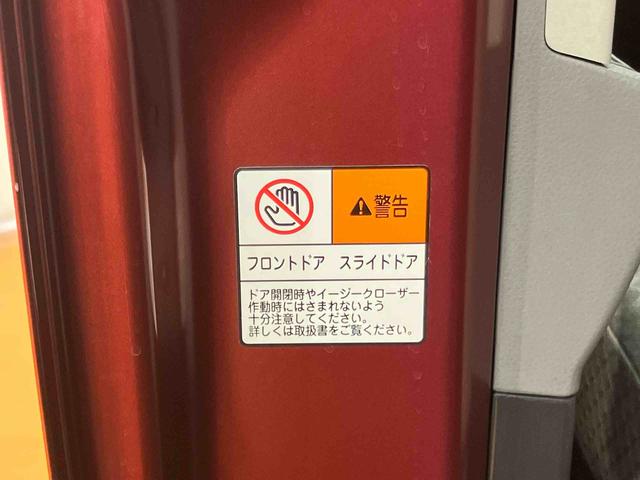 警告
フロントドア スライドドア
ドア開閉時やイージークローザー
作動時にはさまれないよう
十分注意してください。
詳しくは取扱書をご覧ください。